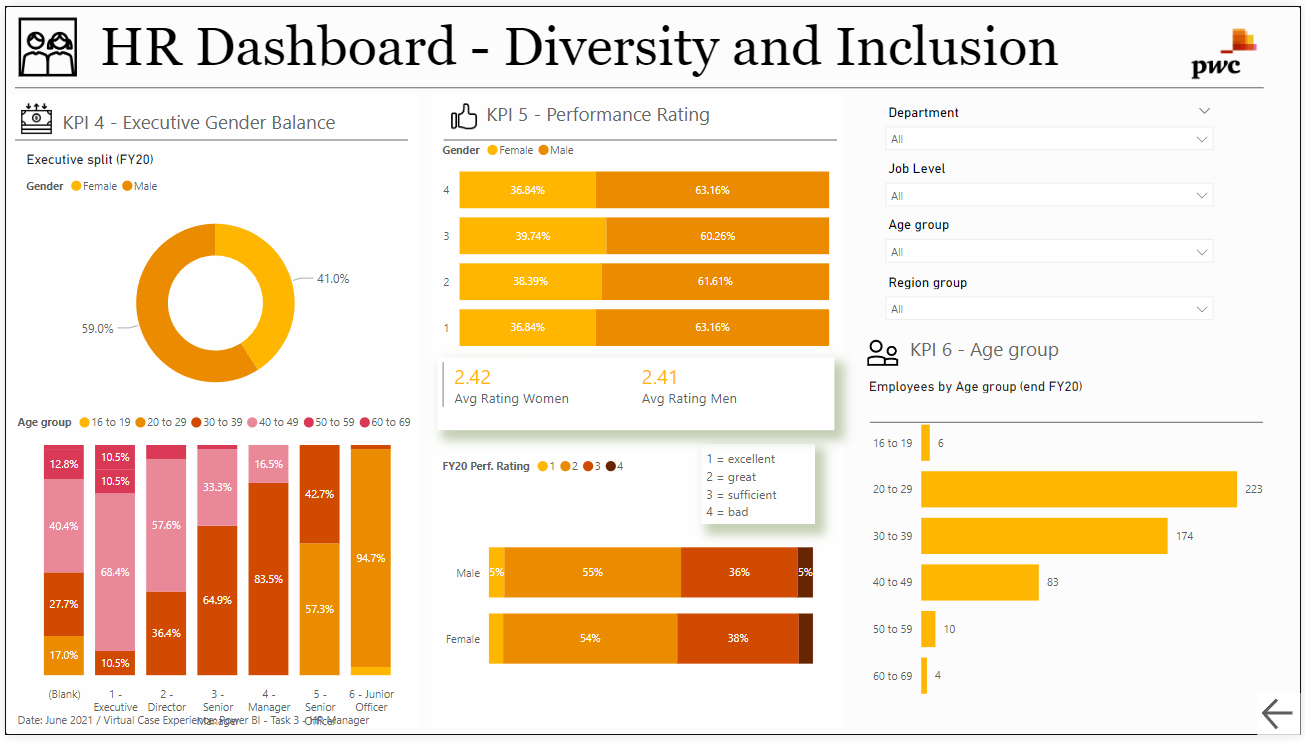 HR Dashboard - Diversity and Inclusion
pwc
KPI 4 - Executive Gender Balance
Executive split (FY20)
Gender Female Male
41.0%
59.0%
Age group 16 to 19 20 to 29 30 to 39 40 to 49 50 to 59 60 to 69
12.8%
40.4%
27.7%
17.0%
10.5%
10.5%
68.4%
10.5%
57.6%
36.4%
33.3%
64.9%
16.5%
83.5%
42.7%
57.3%
94.7%
(Blank)
1 -
Executive
2 -
Director
3 -
Senior
Manager
4 -
Manager
5 -
Senior
Officer
6 - Junior
Officer
Date: June 2021 / Virtual Case Experience: Power BI - Task 3 - HR Manager
KPI 5 - Performance Rating
Gender Female Male
4 36.84% 63.16%
3 39.74% 60.26%
2 38.39% 61.61%
1 36.84% 63.16%
2.42 2.41
Avg Rating Women Avg Rating Men
FY20 Perf. Rating 1 2 3 4
1 = excellent
2 = great
3 = sufficient
4 = bad
Male 5% 55% 36% 5%
Female 54% 38%
Department
All
Job Level
All
Age group
All
Region group
All
KPI 6 - Age group
Employees by Age group (end FY20)
16 to 19 6
20 to 29 223
30 to 39 174
40 to 49 83
50 to 59 10
60 to 69 4